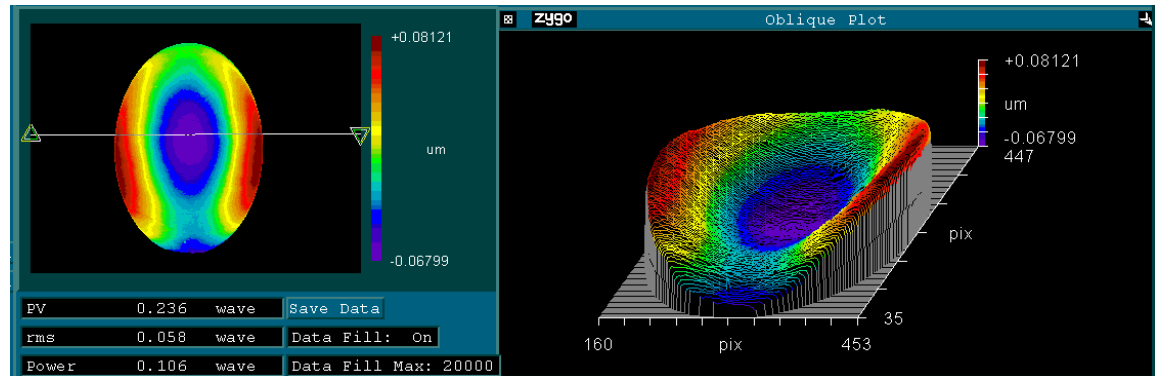 +0.08121
um
-0.06799
PV 0.236 wave Save Data
rms 0.058 wave Data Fill: On
Power 0.106 wave Data Fill Max: 20000
zygo Oblique Plot
+0.08121
um
-0.06799
447
pix
35
160 pix 453